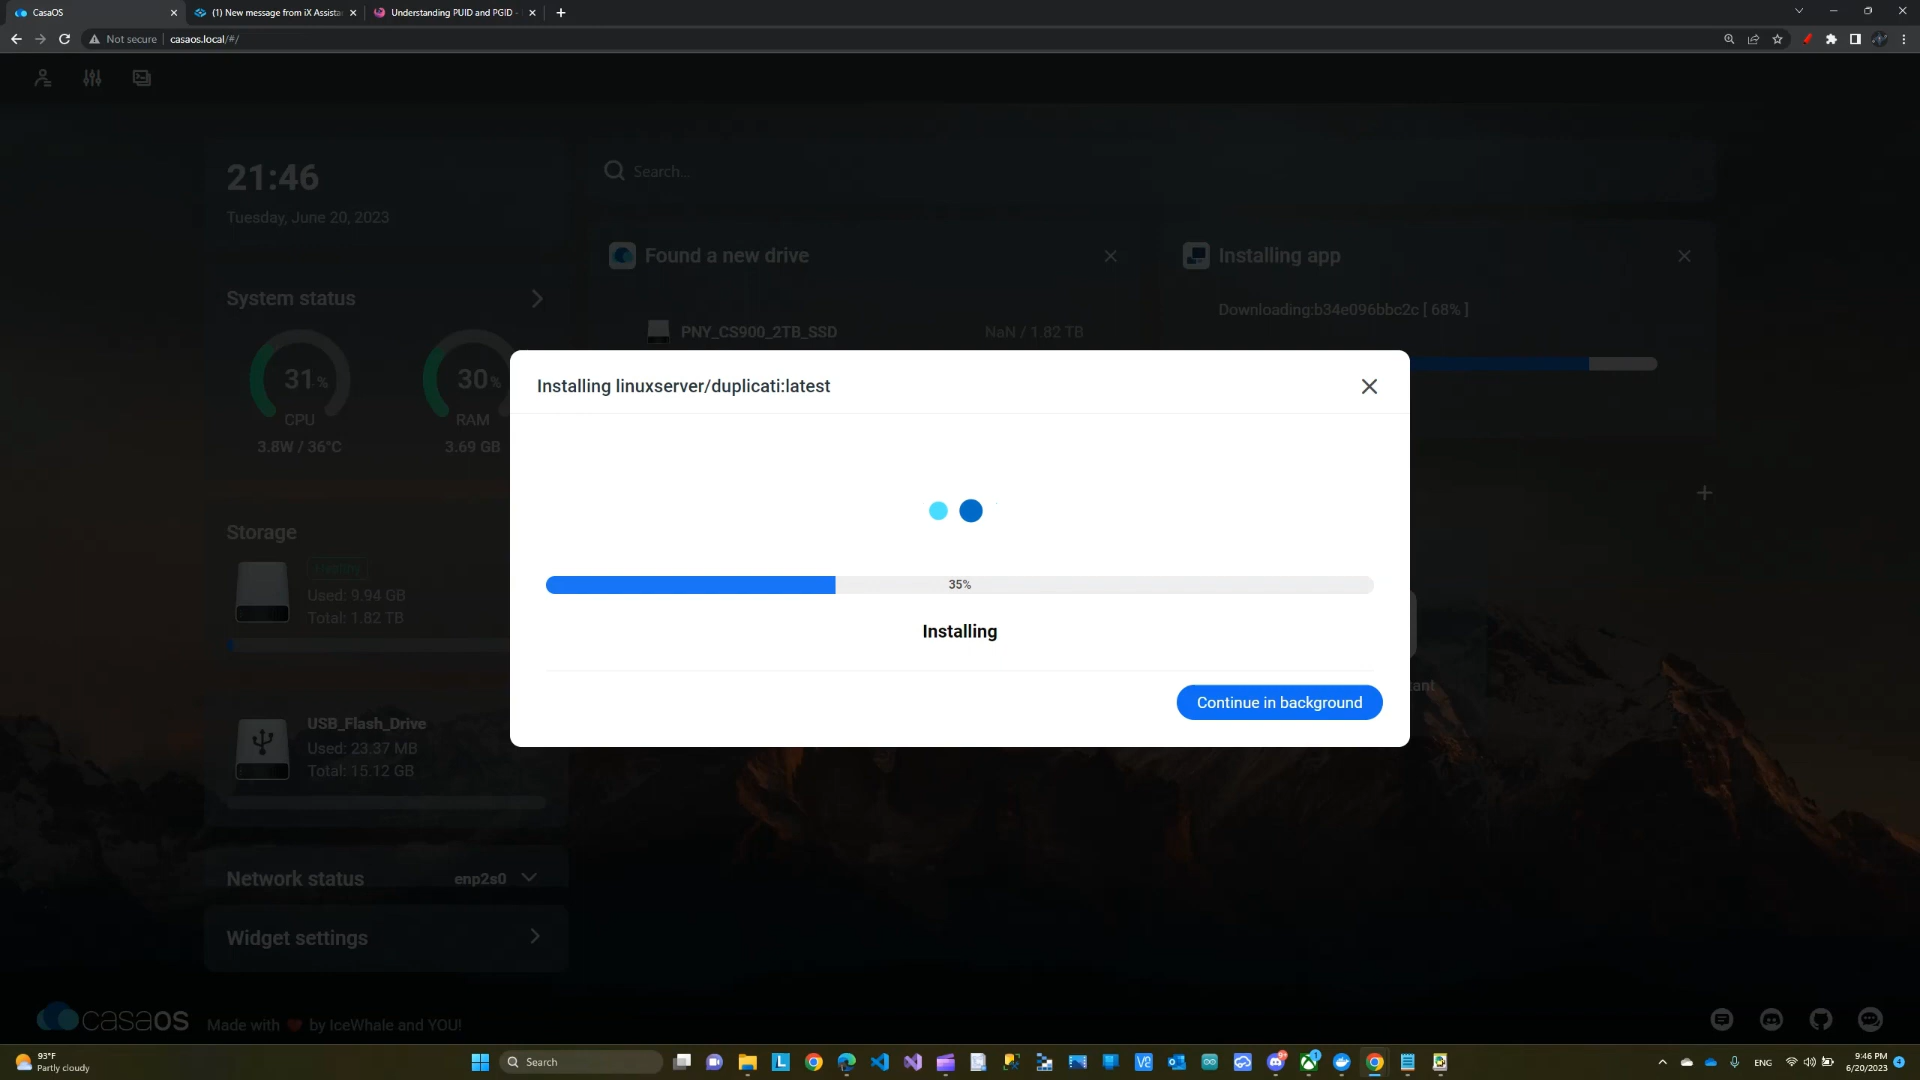 CasaOS
(1) New message from iX Assista
Understanding PUID and PGID -
Not secure
casaos.local/#/
21:46
Tuesday, June 20, 2023
Search...
Found a new drive
PNY_CS900_2TB_SSD
NaN / 1.82 TB
Installing app
Downloading:b34e096bbc2c [ 68% ]
System status
31%
CPU
3.8W / 36°C
30%
RAM
3.69 GB
Installing linuxserver/duplicati:latest
35%
Installing
Continue in background
Storage
Healthy
Used: 9.94 GB
Total: 1.82 TB
USB_Flash_Drive
Used: 23.37 MB
Total: 15.12 GB
ant
Network status
enp2s0
Widget settings
casaOS
Made with ❤ by IceWhale and YOU!
93°F
Partly cloudy
Search
ENG
9:46 PM
6/20/2023
4